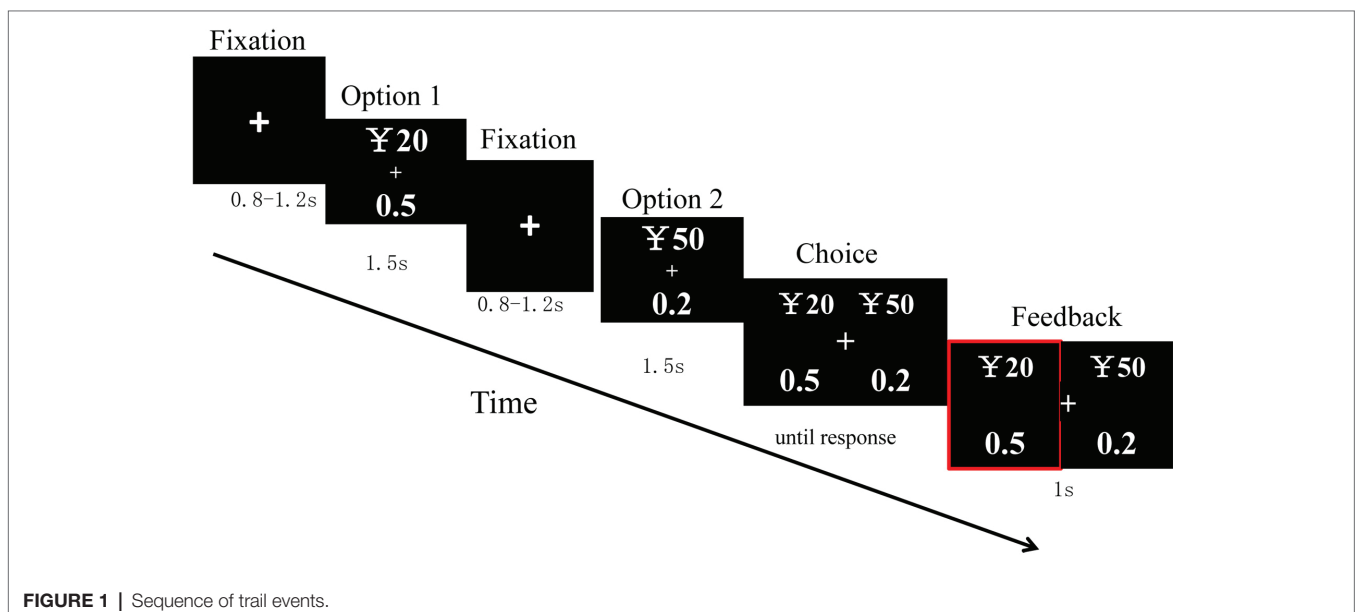 Fixation
+
0.8-1.2s
Option 1
¥20
+
0.5
1.5s
Fixation
+
0.8-1.2s
Option 2
¥50
+
0.2
1.5s
Choice
¥20 ¥50
+
0.5 0.2
until response
Feedback
¥20 ¥50
+
0.5 0.2
1s
Time
FIGURE 1 | Sequence of trail events.